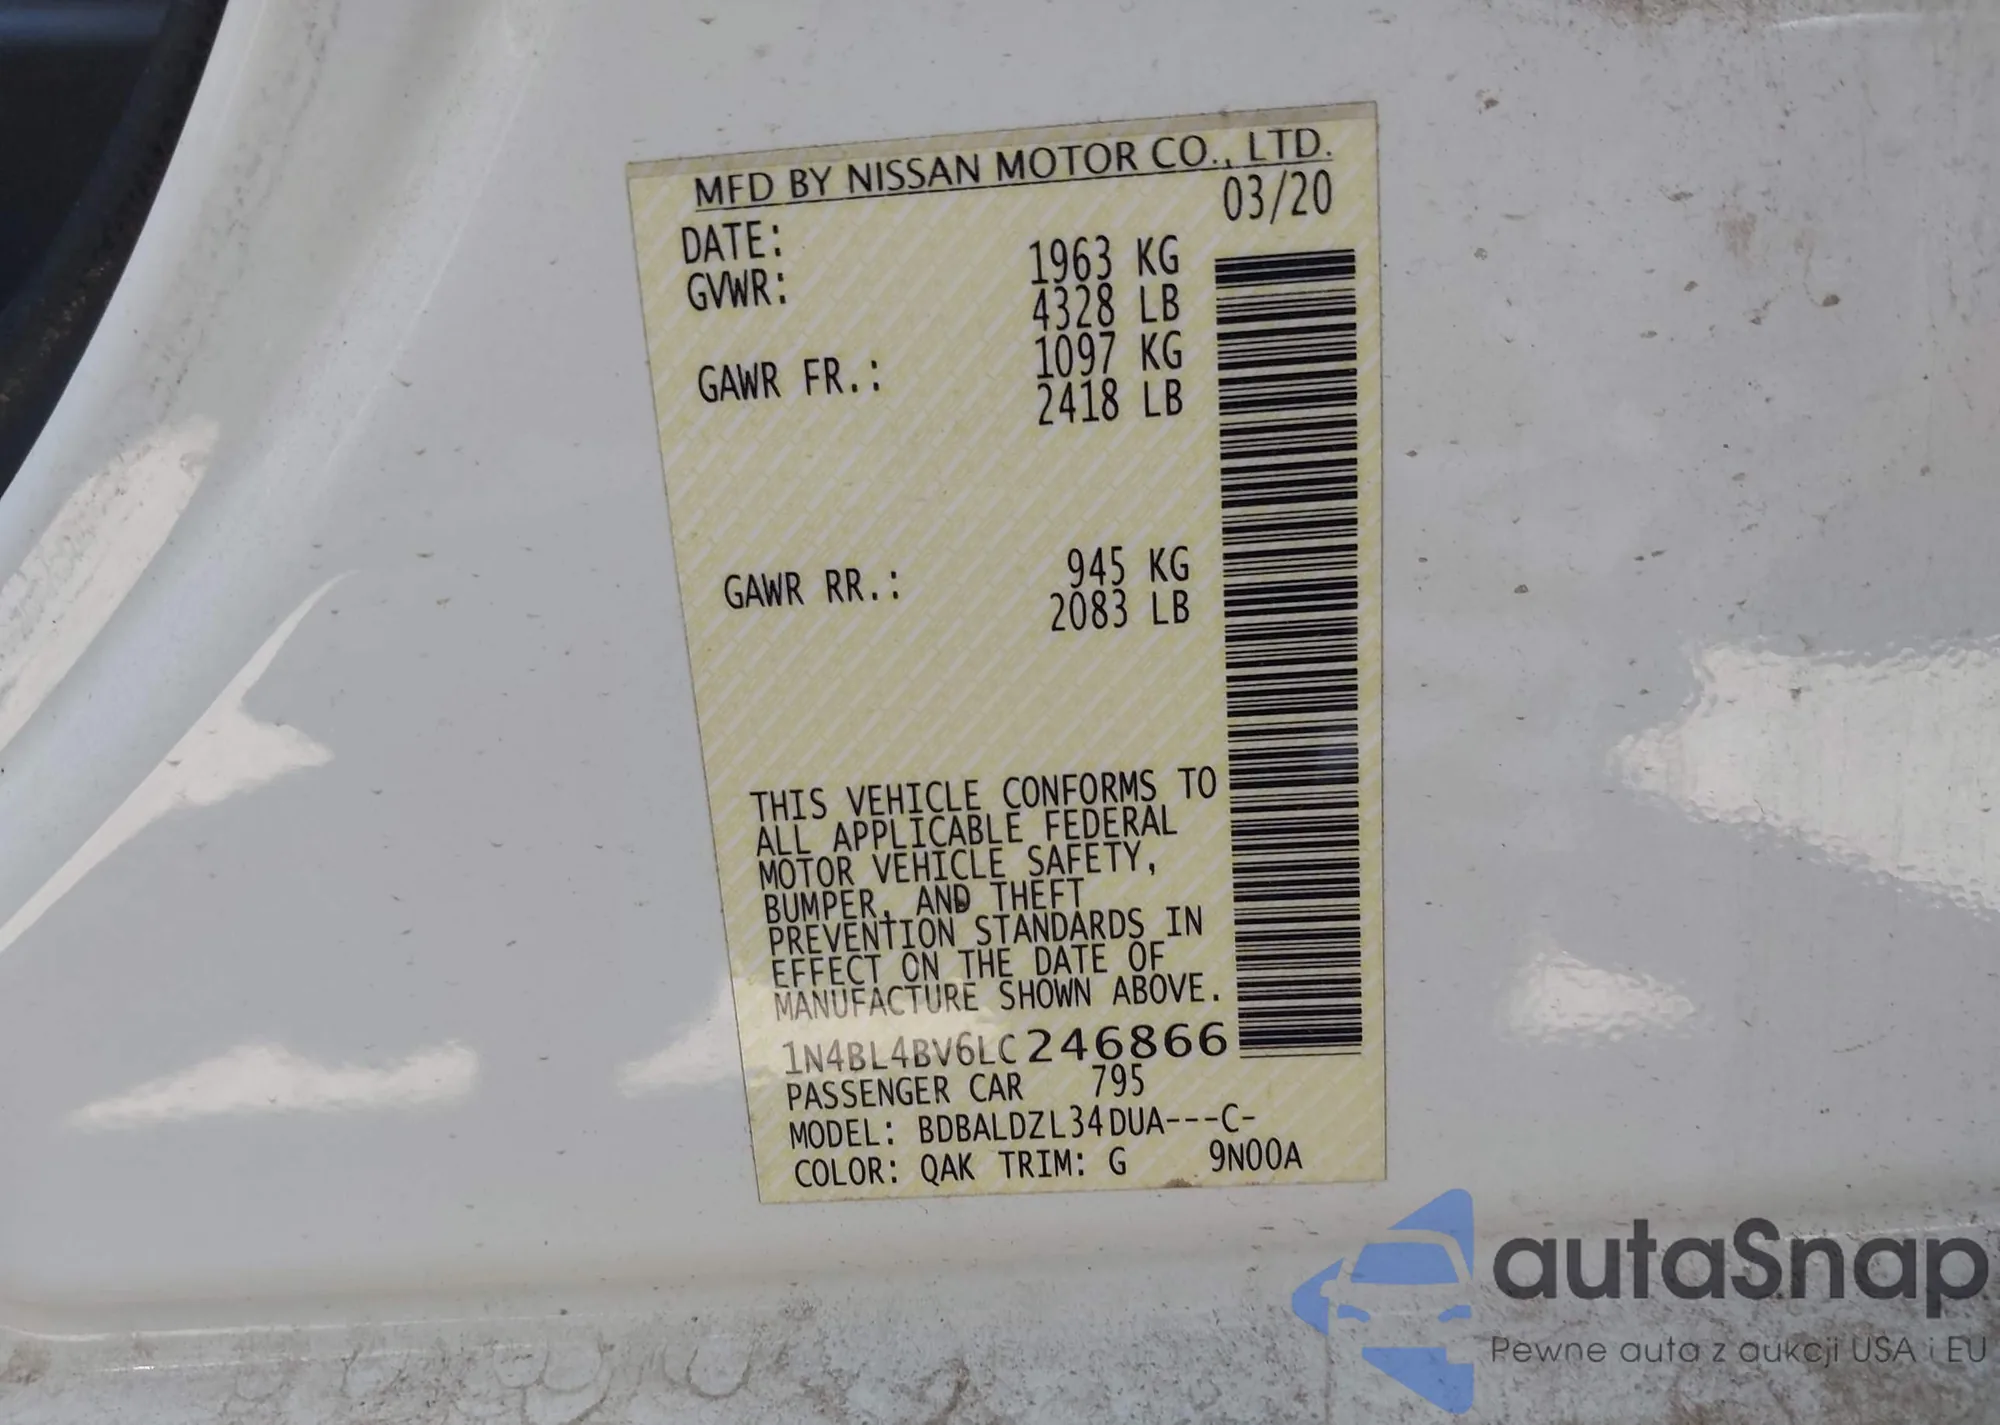 MFD BY NISSAN MOTOR CO., LTD.
DATE: 03/20
GVWR: 1963 KG
4328 LB
GAWR FR.: 1097 KG
2418 LB
GAWR RR.: 945 KG
2083 LB
THIS VEHICLE CONFORMS TO
ALL APPLICABLE FEDERAL
MOTOR VEHICLE SAFETY,
BUMPER, AND THEFT
PREVENTION STANDARDS IN
EFFECT ON THE DATE OF
MANUFACTURE SHOWN ABOVE.
1N4BL4BV6LC246866
PASSENGER CAR 795
MODEL: BDBALDZL34DUA---C-
COLOR: QAK TRIM: G 9N00A
autaSnap
Pewne auta z aukcji USA i EU